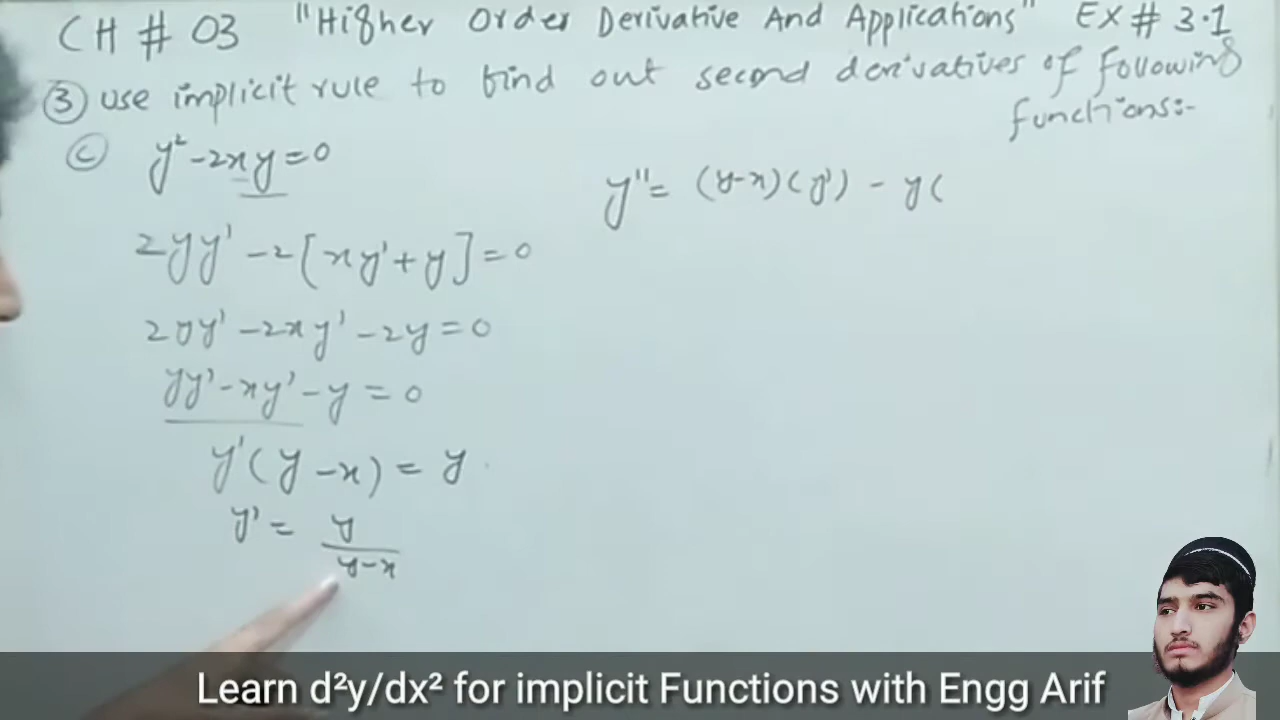 CH # 03 "Higher Order Derivative And Applications" EX # 3.1
③ Use implicit rule to find out second derivatives of following functions:-
ⓒ y² - 2xy = 0
2yy' - 2[xy' + y] = 0
2yy' - 2xy' - 2y = 0
yy' - xy' - y = 0
y'(y - x) = y
y' = y/(y-x)
y'' = (y-x)(y') - y(
Learn d²y/dx² for implicit Functions with Engg Arif